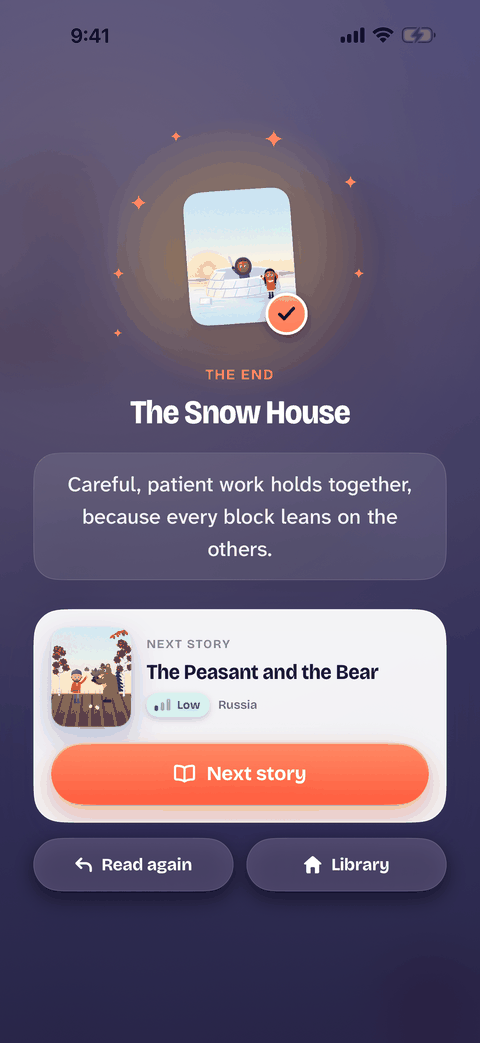 9:41
THE END
The Snow House
Careful, patient work holds together,
because every block leans on the
others.
NEXT STORY
The Peasant and the Bear
Low Russia
Next story
Read again Library